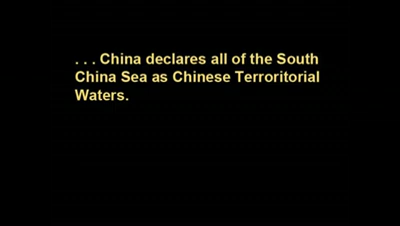 . . . China declares all of the South
China Sea as Chinese Terroritorial
Waters.